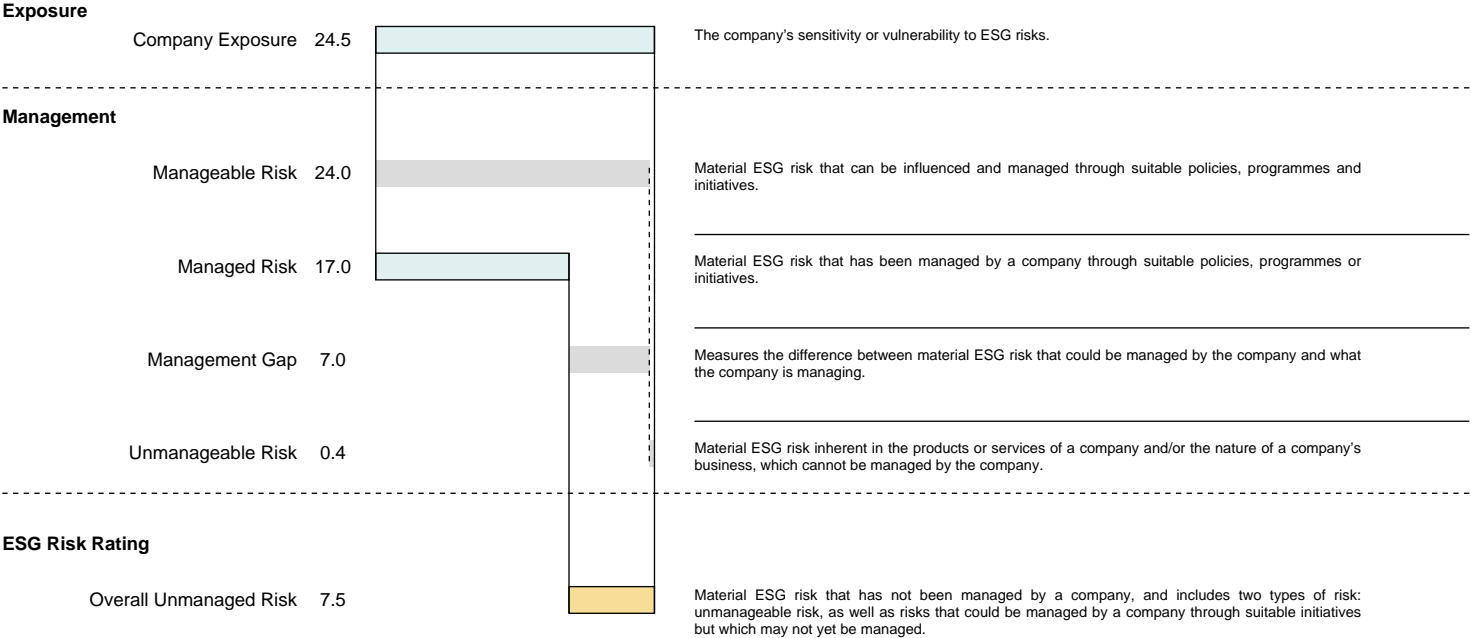 Exposure
Company Exposure 24.5
The company’s sensitivity or vulnerability to ESG risks.
Management
Manageable Risk 24.0
Material ESG risk that can be influenced and managed through suitable policies, programmes and
initiatives.
Managed Risk 17.0
Material ESG risk that has been managed by a company through suitable policies, programmes or
initiatives.
Management Gap 7.0
Measures the difference between material ESG risk that could be managed by the company and what
the company is managing.
Unmanageable Risk 0.4
Material ESG risk inherent in the products or services of a company and/or the nature of a company’s
business, which cannot be managed by the company.
ESG Risk Rating
Overall Unmanaged Risk 7.5
Material ESG risk that has not been managed by a company, and includes two types of risk:
unmanageable risk, as well as risks that could be managed by a company through suitable initiatives
but which may not yet be managed.